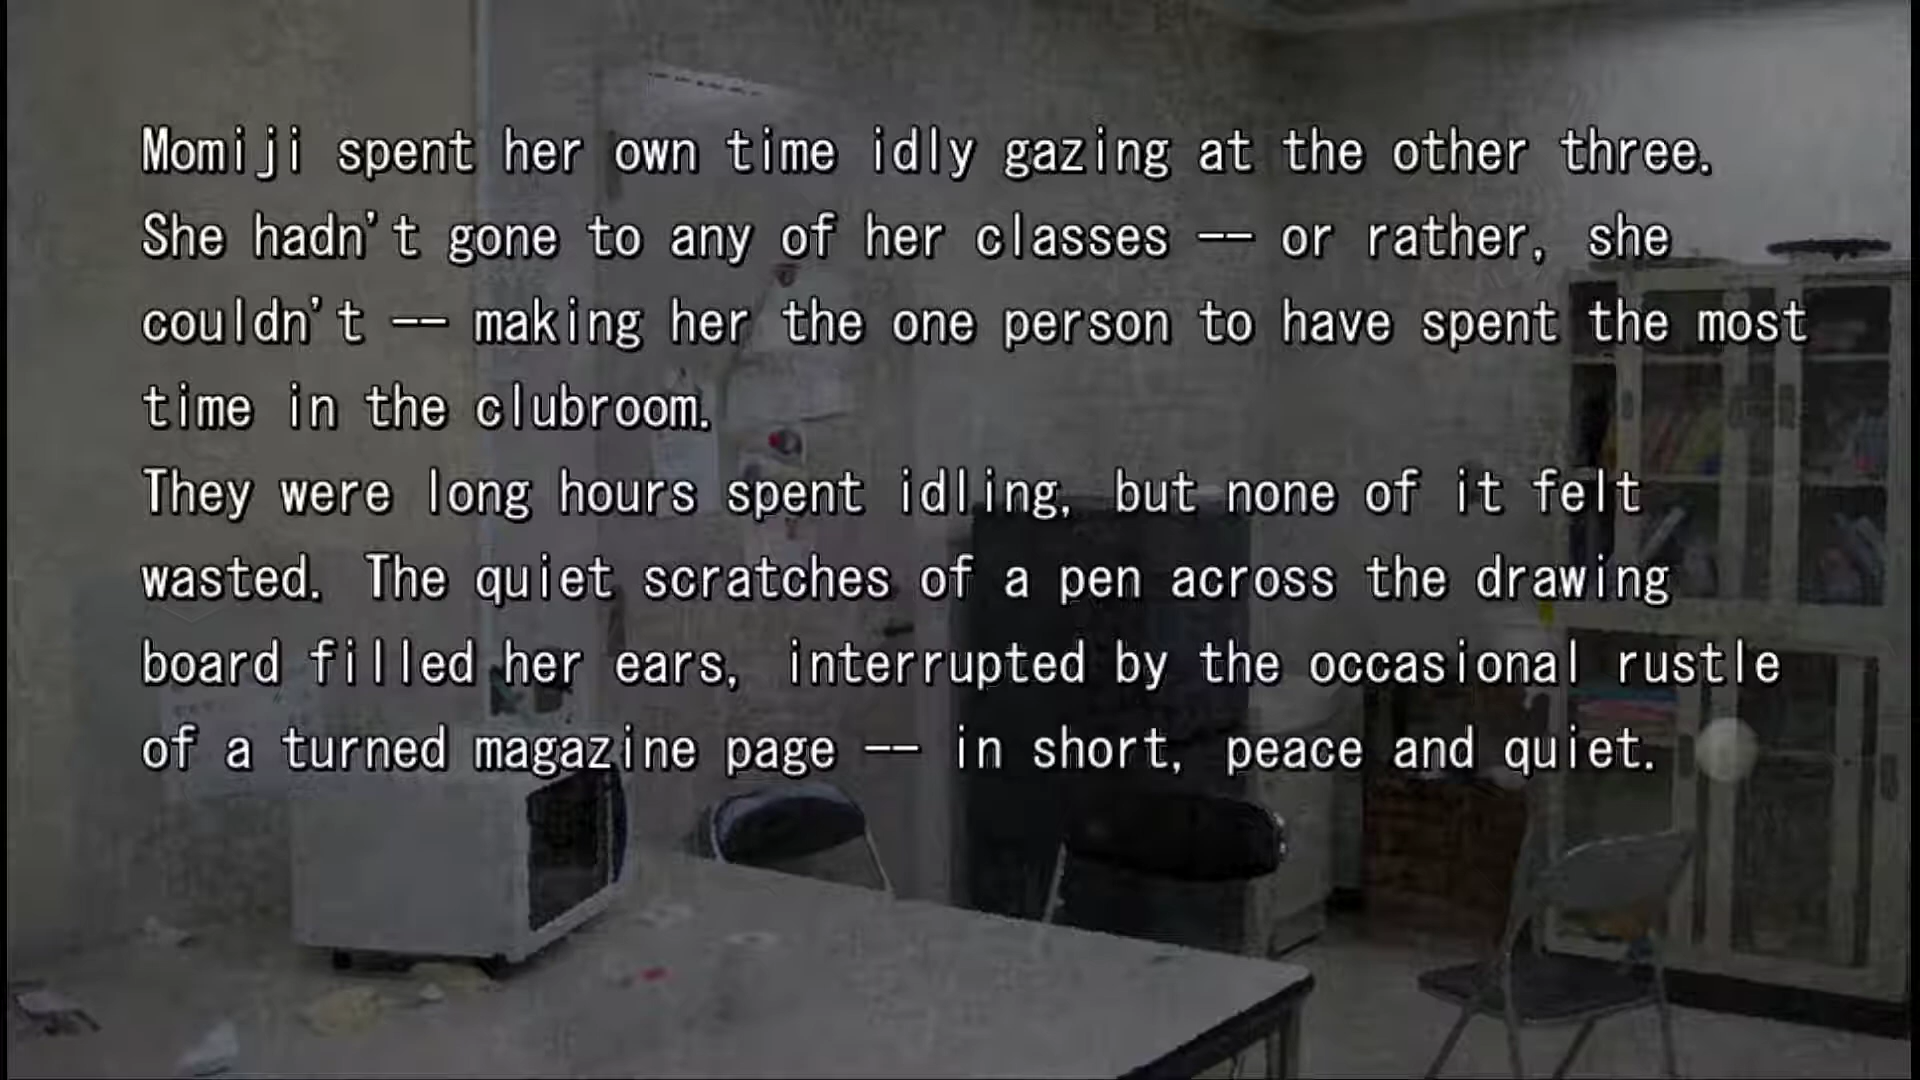 Momiji spent her own time idly gazing at the other three.
She hadn't gone to any of her classes -- or rather, she
couldn't -- making her the one person to have spent the most
time in the clubroom.
They were long hours spent idling, but none of it felt
wasted. The quiet scratches of a pen across the drawing
board filled her ears, interrupted by the occasional rustle
of a turned magazine page -- in short, peace and quiet.